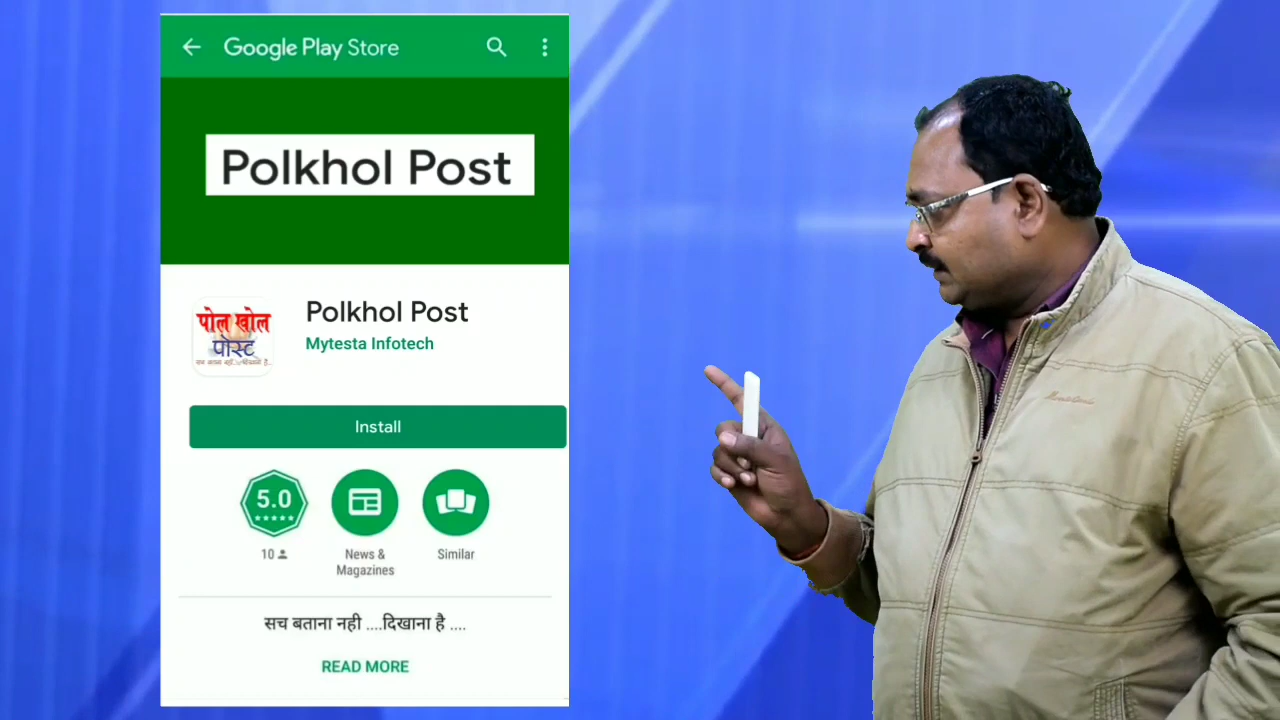 Google Play Store
Polkhol Post
पोल खोल
पोस्ट
Polkhol Post
Mytesta Infotech
Install
5.0
10
News &
Magazines
Similar
सच बताना नही ....दिखाना है ....
READ MORE